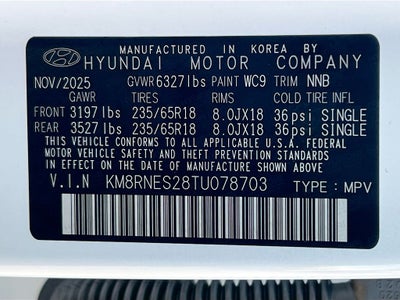 MANUFACTURED IN KOREA BY
HYUNDAI MOTOR COMPANY
NOV/2025 GVWR 6327lbs PAINT WC9 TRIM NNB
GAWR TIRES RIMS COLD TIRE INFL
FRONT 3197lbs 235/65R18 8.0JX18 36psi SINGLE
REAR 3527lbs 235/65R18 8.0JX18 36psi SINGLE
THIS VEHICLE CONFORMS TO ALL APPLICABLE U.S.A. FEDERAL
MOTOR VEHICLE SAFETY AND THEFT PREVENTION STANDARDS
IN EFFECT ON THE DATE OF MANUFACTURE SHOWN ABOVE.
V.I.N KM8RNES28TU078703 TYPE : MPV